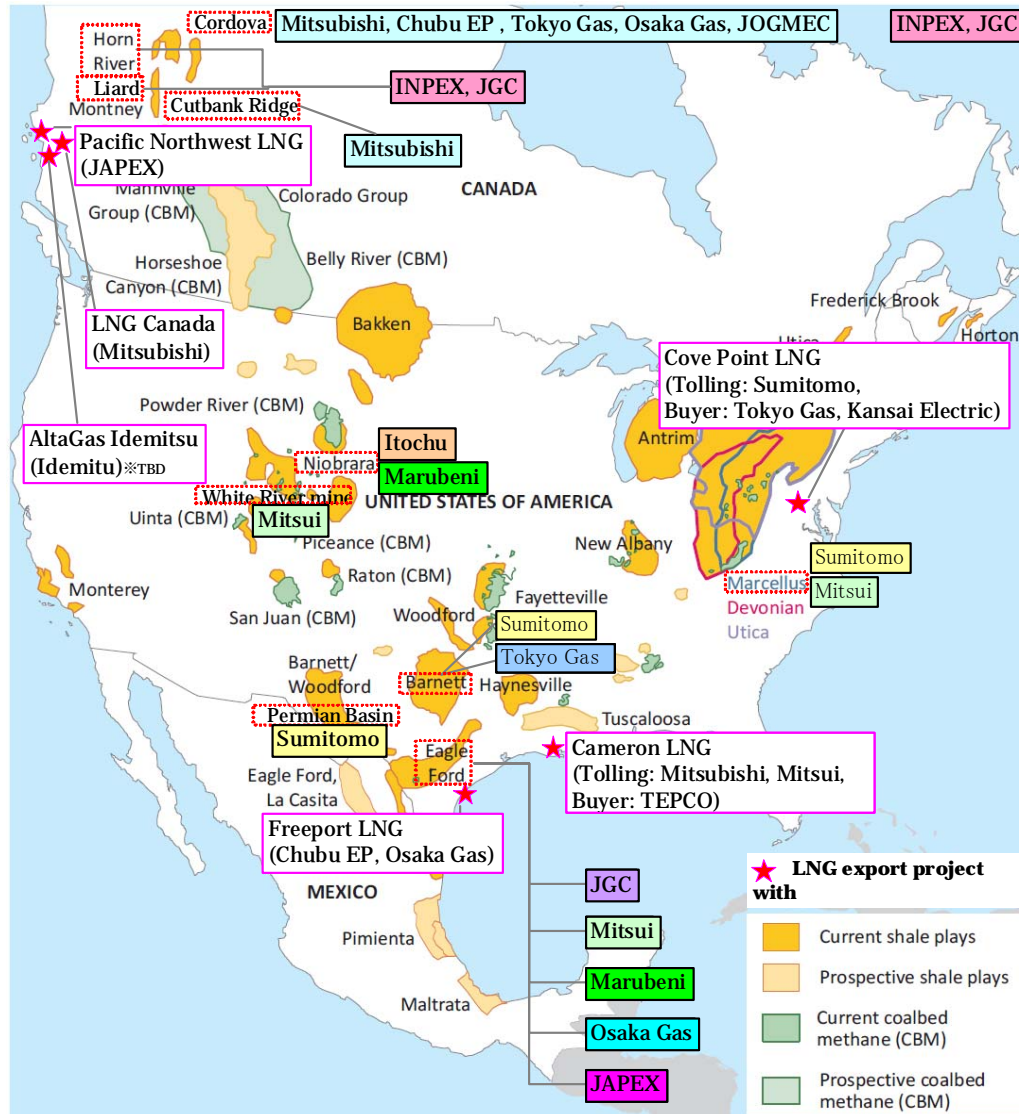 Cordova
Mitsubishi, Chubu EP , Tokyo Gas, Osaka Gas, JOGMEC
INPEX, JGC
Horn
River
Liard
Montney
INPEX, JGC
Cutbank Ridge
Mitsubishi
Pacific Northwest LNG
(JAPEX)
CANADA
Mannville
Group (CBM)
Colorado Group
Horseshoe
Canyon (CBM)
Belly River (CBM)
LNG Canada
(Mitsubishi)
Bakken
Frederick Brook
Horton
Utica
Cove Point LNG
(Tolling: Sumitomo,
Buyer: Tokyo Gas, Kansai Electric)
Powder River (CBM)
AltaGas Idemitsu
(Idemitu)※TBD
Itochu
Niobrara
Marubeni
Antrim
White River mine
UNITED STATES OF AMERICA
Uinta (CBM)
Mitsui
Piceance (CBM)
New Albany
Monterey
Raton (CBM)
San Juan (CBM)
Fayetteville
Woodford
Sumitomo
Tokyo Gas
Sumitomo
Marcellus
Mitsui
Devonian
Utica
Barnett/
Woodford
Barnett
Haynesville
Permian Basin
Sumitomo
Tuscaloosa
Eagle
Ford
Cameron LNG
(Tolling: Mitsubishi, Mitsui,
Buyer: TEPCO)
Eagle Ford,
La Casita
Freeport LNG
(Chubu EP, Osaka Gas)
MEXICO
JGC
Mitsui
Marubeni
Osaka Gas
JAPEX
Pimienta
Maltrata
LNG export project
with
Current shale plays
Prospective shale plays
Current coalbed
methane (CBM)
Prospective coalbed
methane (CBM)